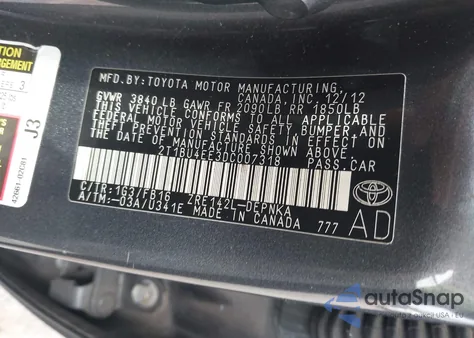 MFD.BY:TOYOTA MOTOR MANUFACTURING,
CANADA, INC. 12/12
GVWR 3840 LB GAWR FR 2090LB RR 1850LB
THIS VEHICLE CONFORMS TO ALL APPLICABLE
FEDERAL MOTOR VEHICLE SAFETY, BUMPER, AND
THEFT PREVENTION STANDARDS IN EFFECT ON THE
DATE OF MANUFACTURE SHOWN ABOVE.
2T1BU4EE3DC007318 PASS.CAR
C/TR:1G3/FB16 ZRE142L-DEPNKA
A/TM:-03A/U341E MADE IN CANADA
777
AD
J3
autoSnap